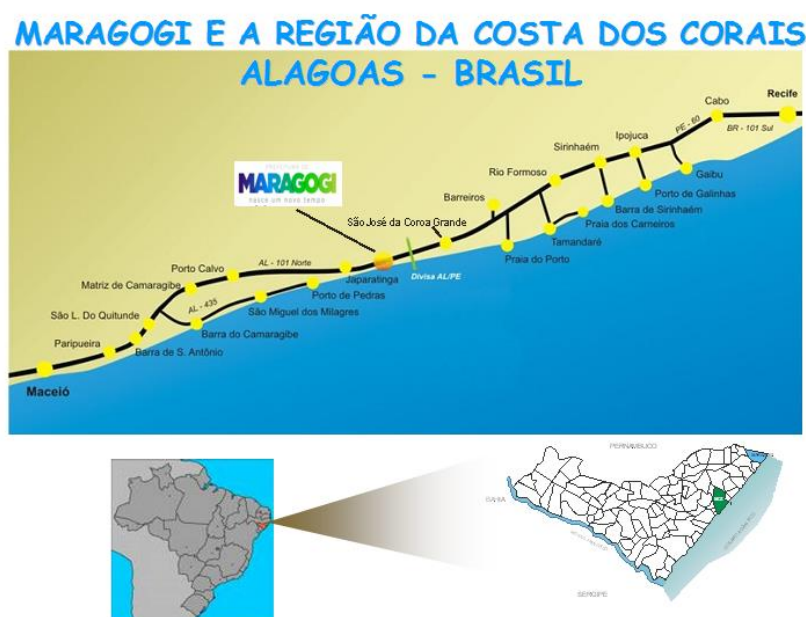 MARAGOGI E A REGIÃO DA COSTA DOS CORAIS
ALAGOAS - BRASIL
Recife
Cabo
BR - 101 Sul
PE - 60
Ipojuca
Sirinhaém
Gaibu
Rio Formoso
Porto de Galinhas
MARAGOGI
nasce um novo tempo
Barreiros
Barra de Sirinhaém
São José da Coroa Grande
Praia dos Carneiros
Tamandaré
Praia do Porto
Porto Calvo
AL - 101 Norte
Divisa AL/PE
Japaratinga
Matriz de Camaragibe
Porto de Pedras
AL - 435
São Miguel dos Milagres
São L. Do Quitunde
Barra do Camaragibe
Paripueira
Barra de S. Antônio
Maceió
PERNAMBUCO
BAHIA
SERGIPE